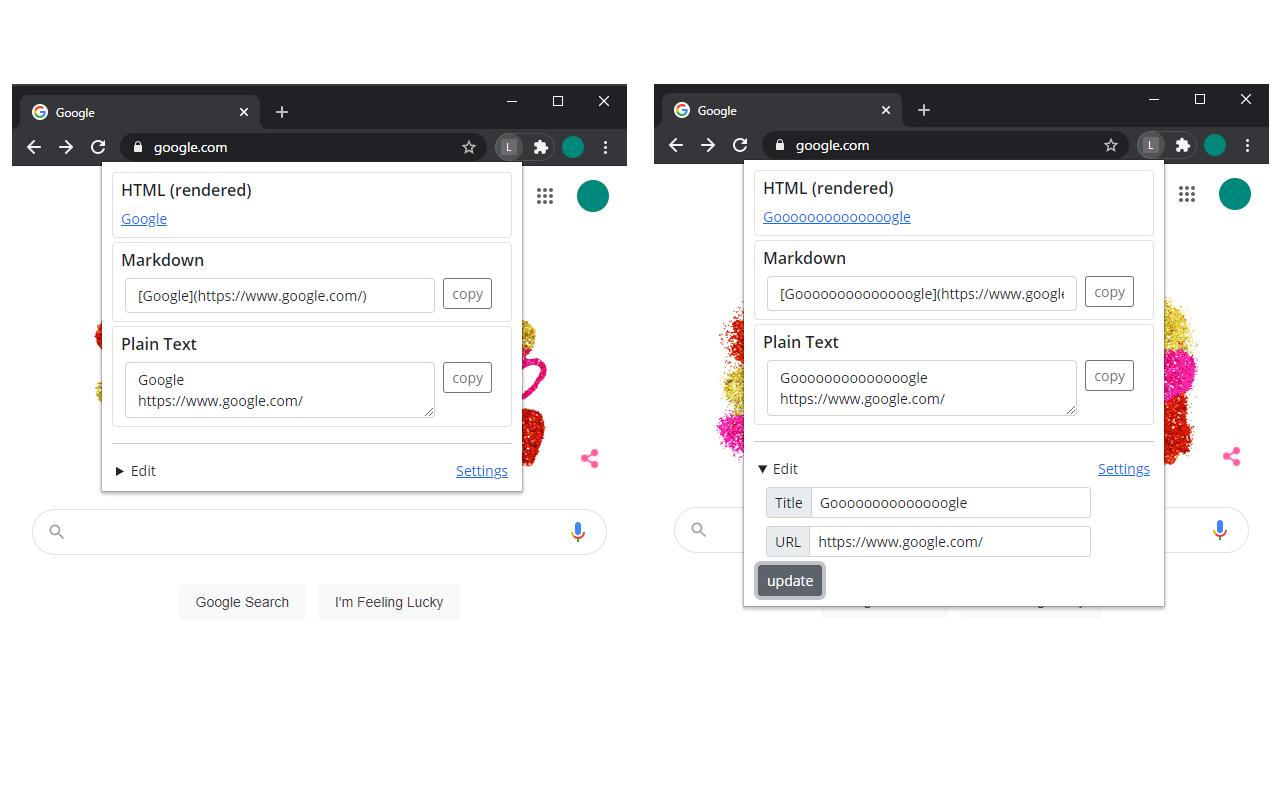 Google
google.com
L
HTML (rendered)
Google
Markdown
[Google](https://www.google.com/)
copy
Plain Text
Google
https://www.google.com/
copy
Edit
Settings
Google Search
I'm Feeling Lucky
Google
google.com
L
HTML (rendered)
Goooooooooooooogle
Markdown
[Goooooooooooooogle](https://www.google
copy
Plain Text
Goooooooooooooogle
https://www.google.com/
copy
Edit
Settings
Title
Goooooooooooooogle
URL
https://www.google.com/
update